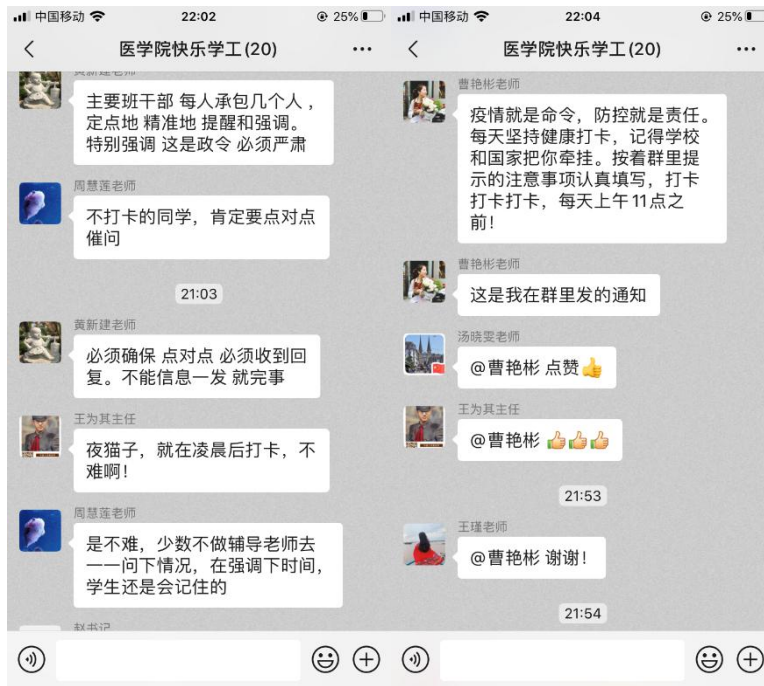 中国移动 22:02 25%
医学院快乐学工(20)
黄新建老师
主要班干部 每人承包几个人，
定点地 精准地 提醒和强调。
特别强调 这是政令 必须严肃
周慧莲老师
不打卡的同学，肯定要点对点
催问
21:03
黄新建老师
必须确保 点对点 必须收到回
复。不能信息一发 就完事
王为其主任
夜猫子，就在凌晨后打卡，不
难啊！
周慧莲老师
是不难，少数不做辅导老师去
一一问下情况，在强调下时间，
学生还是会记住的
赵书记
中国移动 22:04 25%
医学院快乐学工(20)
曹艳彬老师
疫情就是命令，防控就是责任。
每天坚持健康打卡，记得学校
和国家把你牵挂。按着群里提
示的注意事项认真填写，打卡
打卡打卡，每天上午11点之
前！
曹艳彬老师
这是我在群里发的通知
汤晓雯老师
@曹艳彬 点赞👍
王为其主任
@曹艳彬 👍👍👍
21:53
王瑾老师
@曹艳彬 谢谢！
21:54